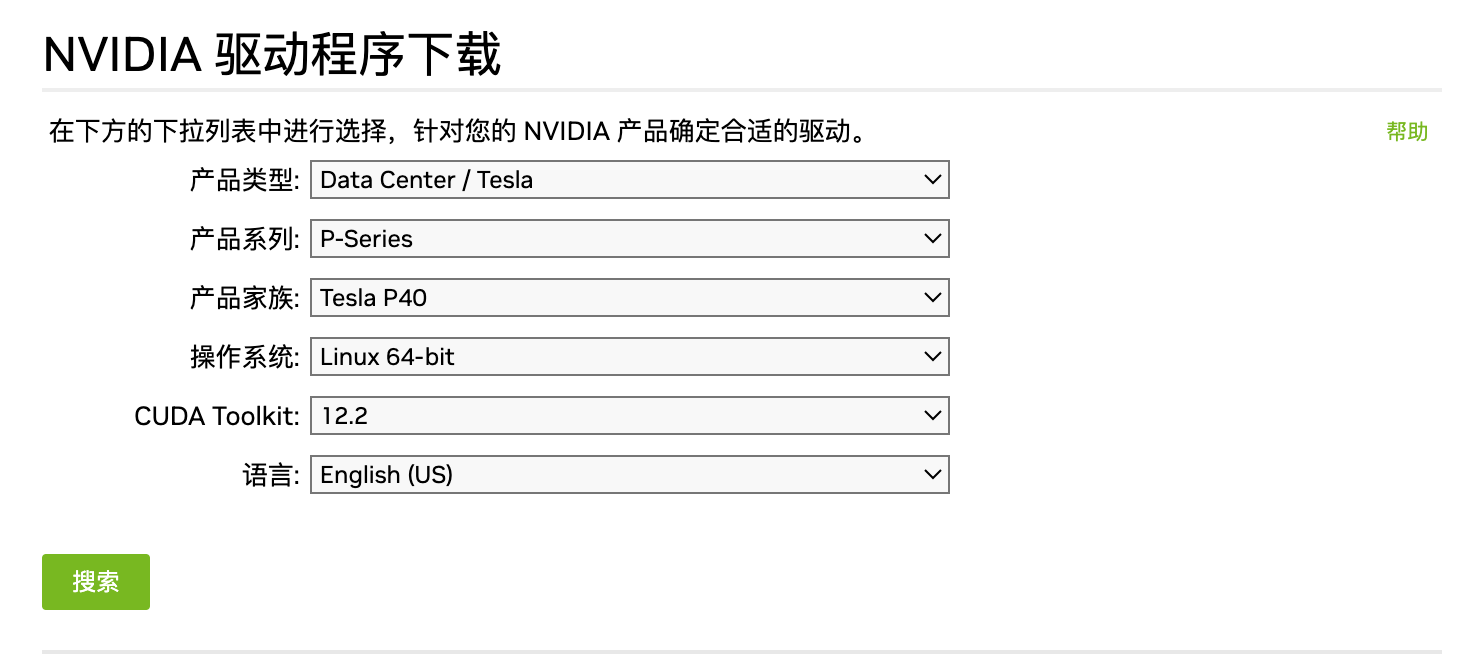 NVIDIA 驱动程序下载
在下方的下拉列表中进行选择，针对您的 NVIDIA 产品确定合适的驱动。 帮助
产品类型: Data Center / Tesla
产品系列: P-Series
产品家族: Tesla P40
操作系统: Linux 64-bit
CUDA Toolkit: 12.2
语言: English (US)
搜索